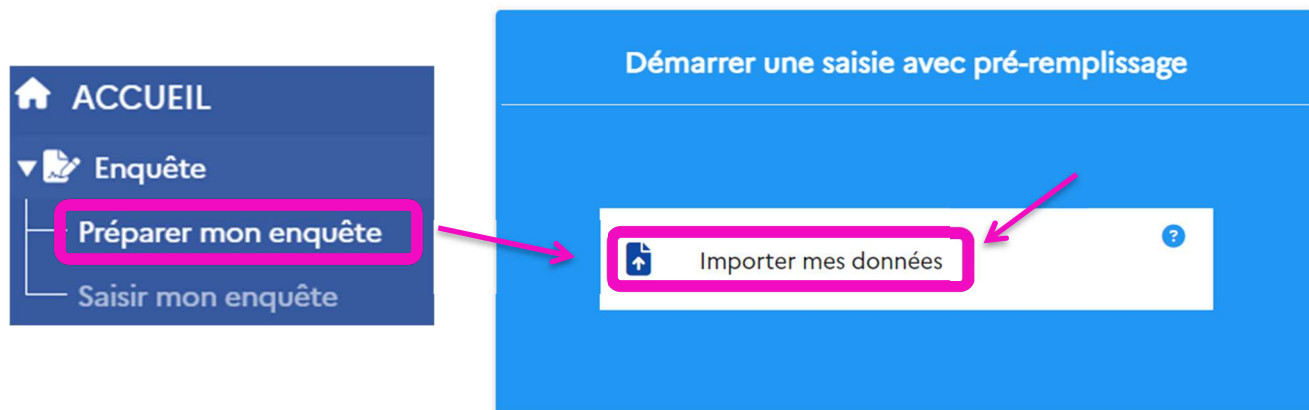 ACCUEIL
Enquête
Préparer mon enquête
Saisir mon enquête
Démarrer une saisie avec pré-remplissage
Importer mes données
?